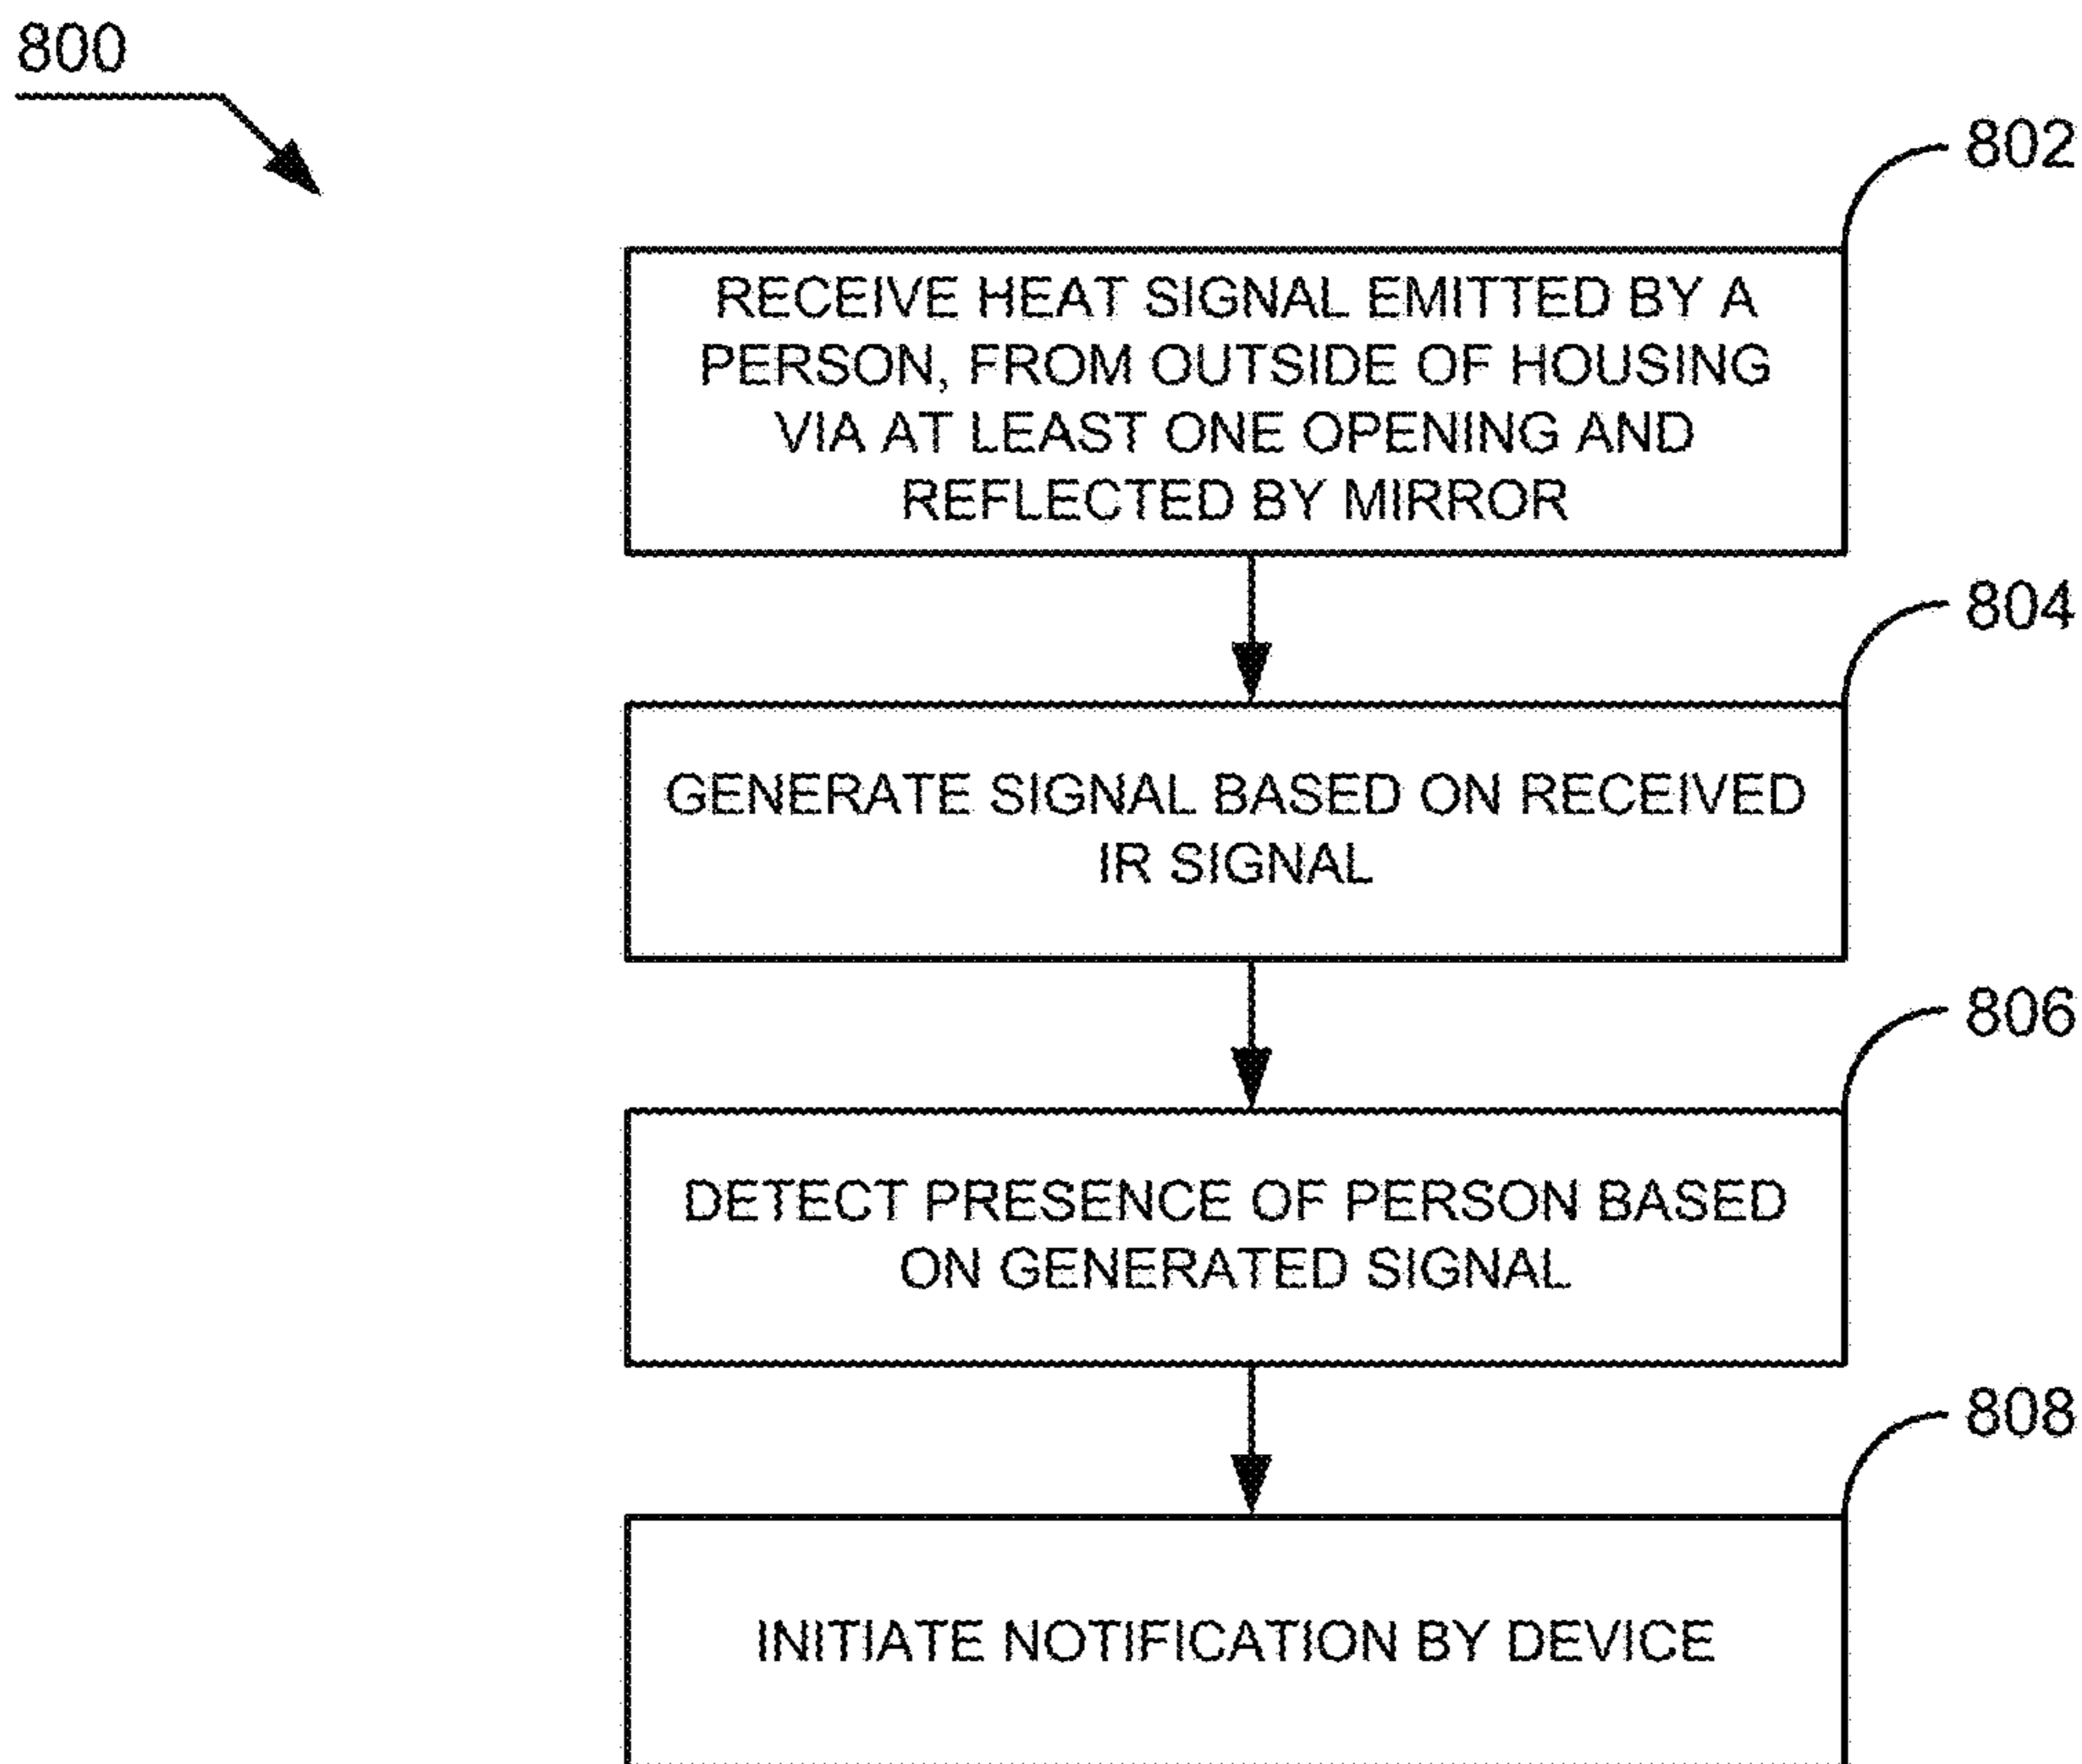 800
802
RECEIVE HEAT SIGNAL EMITTED BY A
PERSON, FROM OUTSIDE OF HOUSING
VIA AT LEAST ONE OPENING AND
REFLECTED BY MIRROR
804
GENERATE SIGNAL BASED ON RECEIVED
IR SIGNAL
806
DETECT PRESENCE OF PERSON BASED
ON GENERATED SIGNAL
808
INITIATE NOTIFICATION BY DEVICE